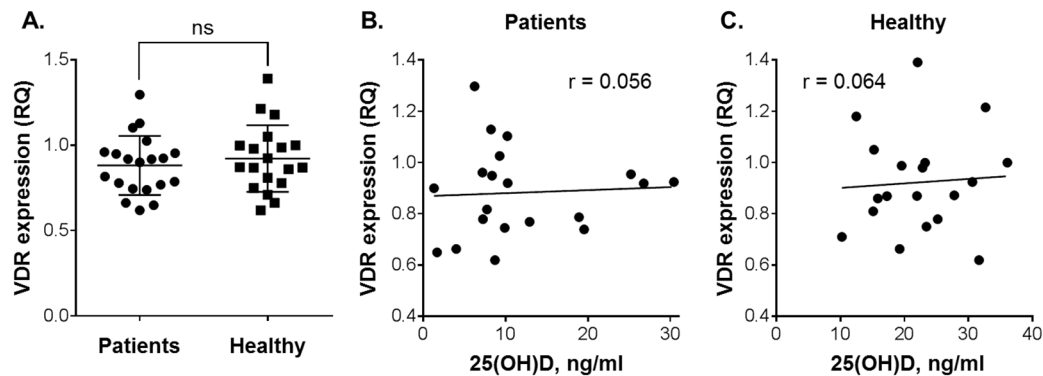 A.
ns
VDR expression (RQ)
1.5
1.0
0.5
0.0
Patients
Healthy
B.
Patients
r = 0.056
VDR expression (RQ)
1.4
1.2
1.0
0.8
0.6
0.4
0
10
20
30
25(OH)D, ng/ml
C.
Healthy
r = 0.064
VDR expression (RQ)
1.4
1.2
1.0
0.8
0.6
0.4
0
10
20
30
40
25(OH)D, ng/ml